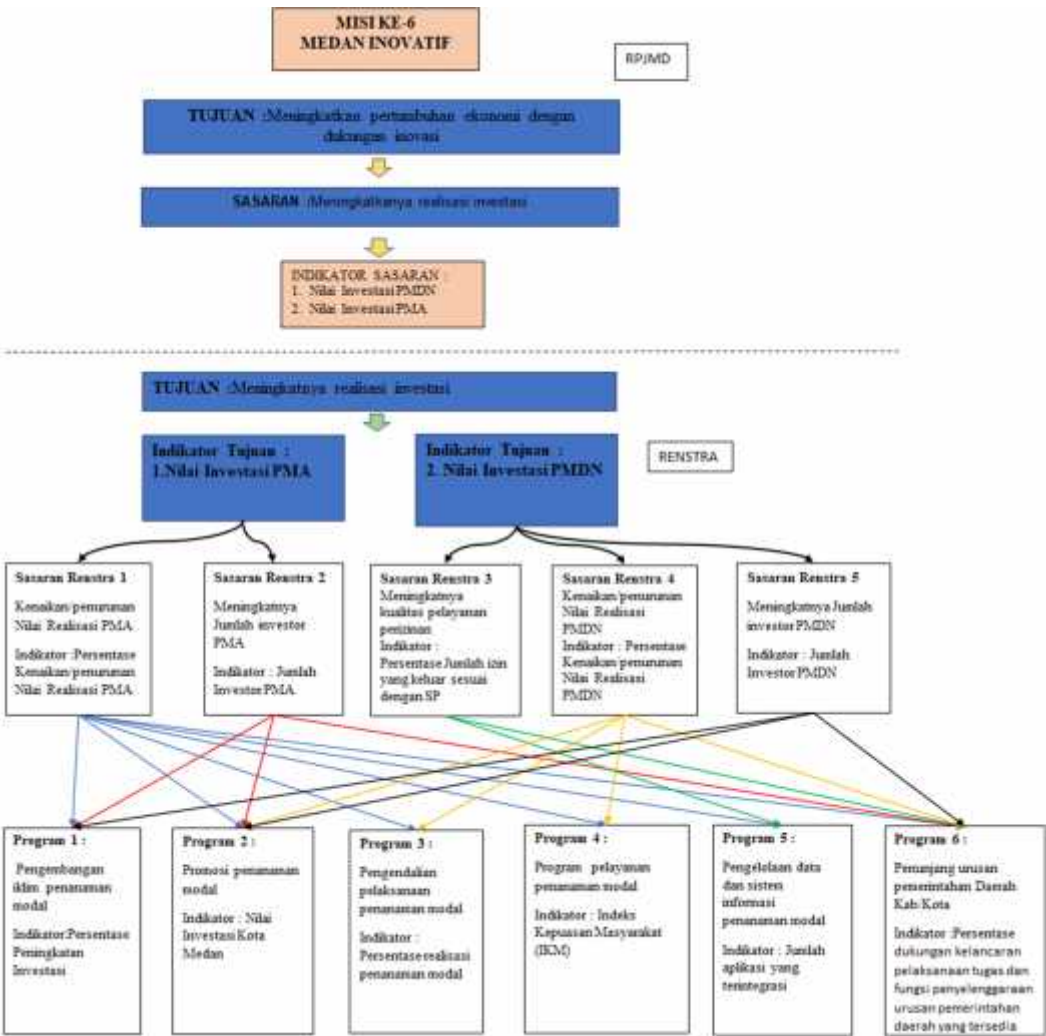 MISI KE-6
MEDAN INOVATIF
RPJMD
TUJUAN :Meningkatkan pertumbuhan ekonomi dengan
dukungan inovasi
SASARAN :Meningkatkanya realisasi investasi
INDIKATOR SASARAN :
1. Nilai Investasi PMDN
2. Nilai Investasi PMA
TUJUAN :Meningkatnya realisasi investasi
Indikator Tujuan :
1.Nilai Investasi PMA
Indikator Tujuan :
2. Nilai Investasi PMDN
RENSTRA
Sasaran Renstra 1
Kenaikan/penurunan
Nilai Realisasi PMA
Indikator :Persentase
Kenaikan/penurunan
Nilai Realisasi PMA
Sasaran Renstra 2
Meningkatnya
Jumlah investor
PMA
Indikator : Jumlah
Investor PMA
Sasaran Renstra 3
Meningkatnya
kualitas pelayanan
perizinan
Indikator :
Persentase Jumlah izin
yang keluar sesuai
dengan SP
Sasaran Renstra 4
Kenaikan/penurunan
Nilai Realisasi
PMDN
Indikator : Persentase
Kenaikan/penurunan
Nilai Realisasi
PMDN
Sasaran Renstra 5
Meningkatnya Jumlah
investor PMDN
Indikator : Jumlah
Investor PMDN
Program 1 :
Pengembangan
iklim penanaman
modal
Indikator:Persentase
Peningkatan
Investasi
Program 2 :
Promosi penanaman
modal
Indikator : Nilai
Investasi Kota
Medan
Program 3 :
Pengendalian
pelaksanaan
penanaman modal
Indikator :
Persentase realisasi
penanaman modal
Program 4 :
Program pelayanan
penanaman modal
Indikator : Indeks
Kepuasan Masyarakat
(IKM)
Program 5 :
Pengelolaan data
dan sisten
informasi
penanaman modal
Indikator : Jumlah
aplikasi yang
terintegrasi
Program 6 :
Penunjang urusan
pemerintahan Daerah
Kab/Kota
Indikator :Persentase
dukungan kelancaran
pelaksanaan tugas dan
fungsi penyelenggaraan
urusan pemerintahan
daerah yang tersedia